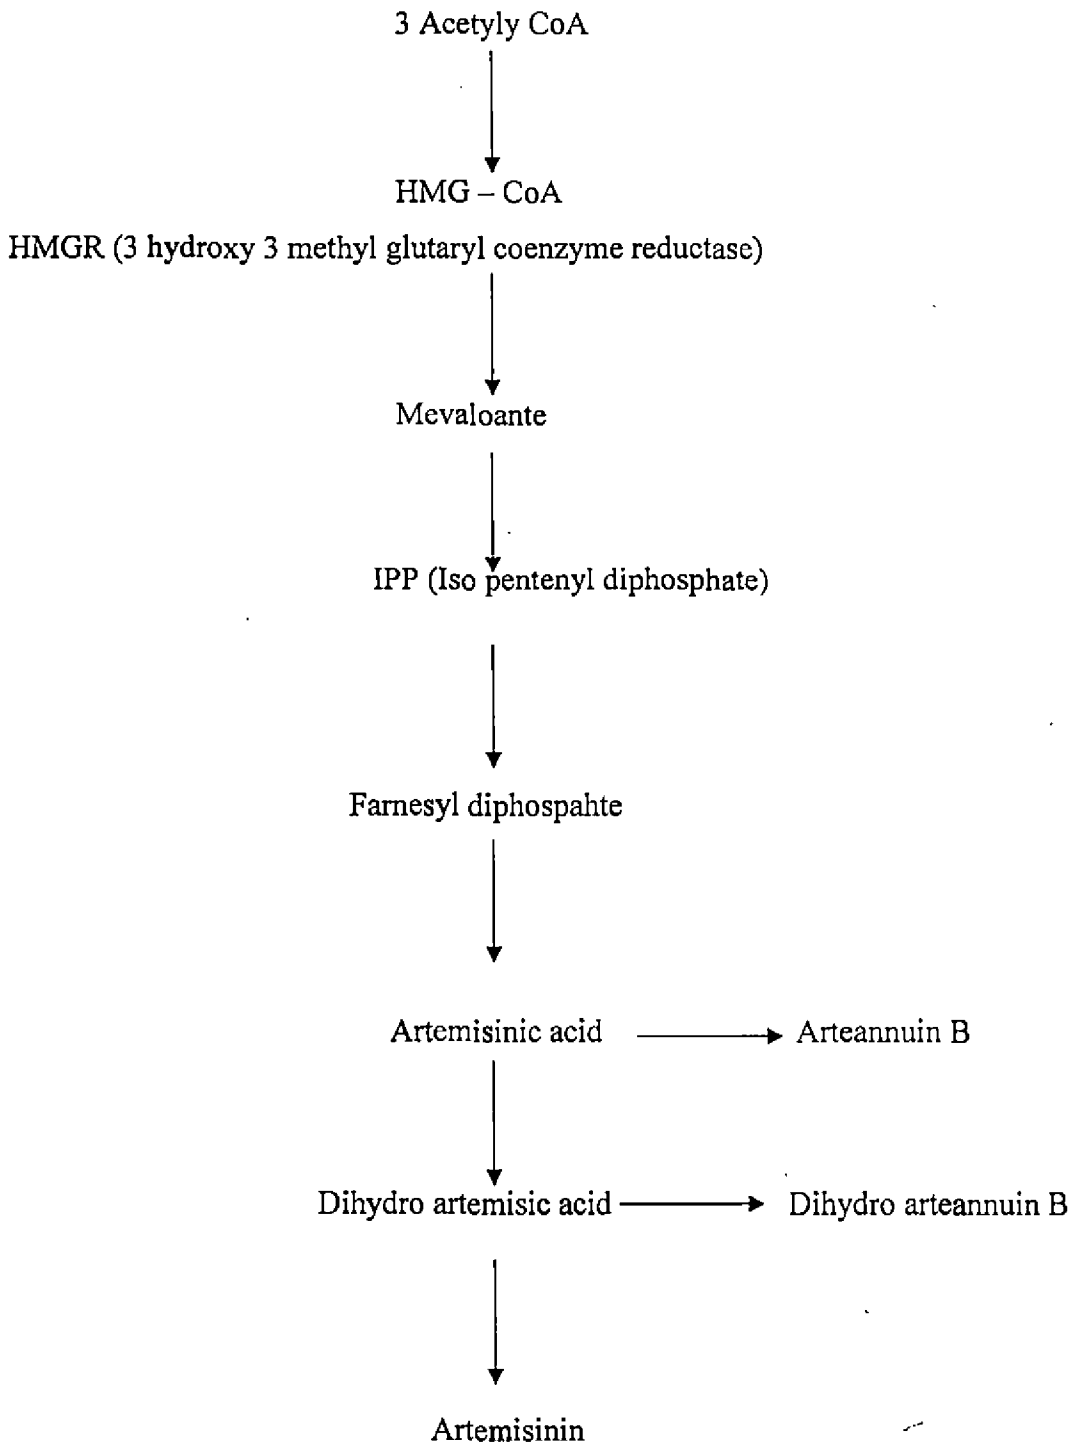 3 Acetyly CoA
HMG – CoA
HMGR (3 hydroxy 3 methyl glutaryl coenzyme reductase)
Mevaloante
IPP (Iso pentenyl diphosphate)
Farnesyl diphospahte
Artemisinic acid Arteannuin B
Dihydro artemisic acid Dihydro arteannuin B
Artemisinin